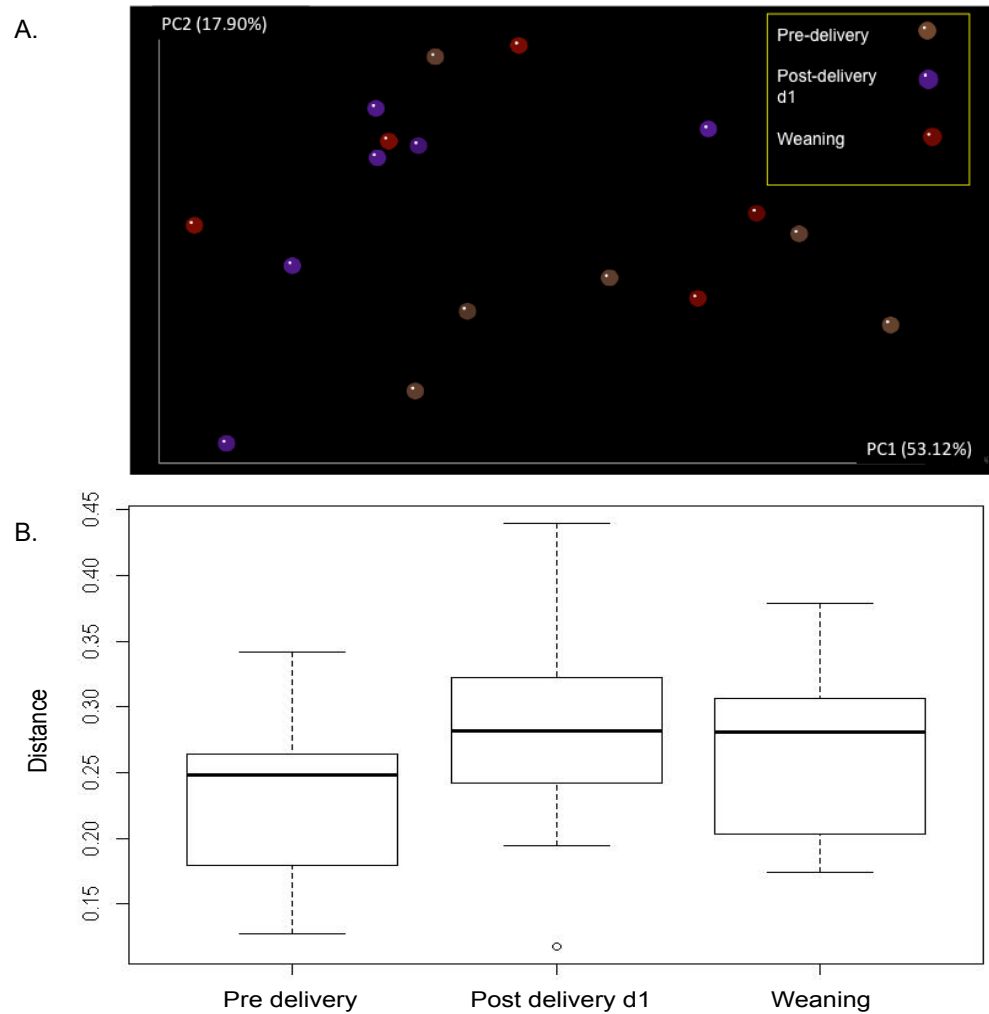 A.
PC2 (17.90%)
Pre-delivery
Post-delivery
d1
Weaning
PC1 (53.12%)
B.
Distance
0.45
0.40
0.35
0.30
0.25
0.20
0.15
Pre delivery
Post delivery d1
Weaning